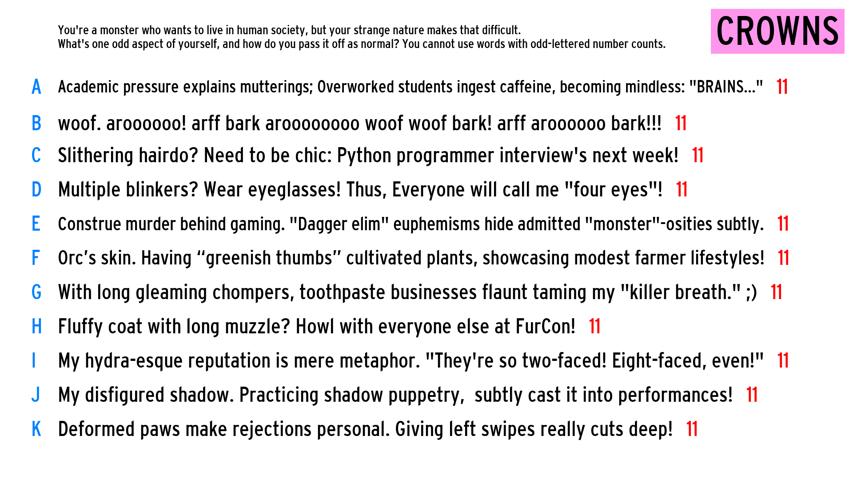 You're a monster who wants to live in human society, but your strange nature makes that difficult.
What's one odd aspect of yourself, and how do you pass it off as normal? You cannot use words with odd-lettered number counts.
CROWNS
A Academic pressure explains mutterings; Overworked students ingest caffeine, becoming mindless: "BRAINS..." 11
B woof. aroooooo! arff bark aroooooooo woof woof bark! arff aroooooo bark!!! 11
C Slithering hairdo? Need to be chic: Python programmer interview's next week! 11
D Multiple blinkers? Wear eyeglasses! Thus, Everyone will call me "four eyes"! 11
E Construe murder behind gaming. "Dagger elim" euphemisms hide admitted "monster"-osities subtly. 11
F Orc's skin. Having “greenish thumbs” cultivated plants, showcasing modest farmer lifestyles! 11
G With long gleaming chompers, toothpaste businesses flaunt taming my "killer breath." ;) 11
H Fluffy coat with long muzzle? Howl with everyone else at FurCon! 11
I My hydra-esque reputation is mere metaphor. "They're so two-faced! Eight-faced, even!" 11
J My disfigured shadow. Practicing shadow puppetry,  subtly cast it into performances! 11
K Deformed paws make rejections personal. Giving left swipes really cuts deep! 11